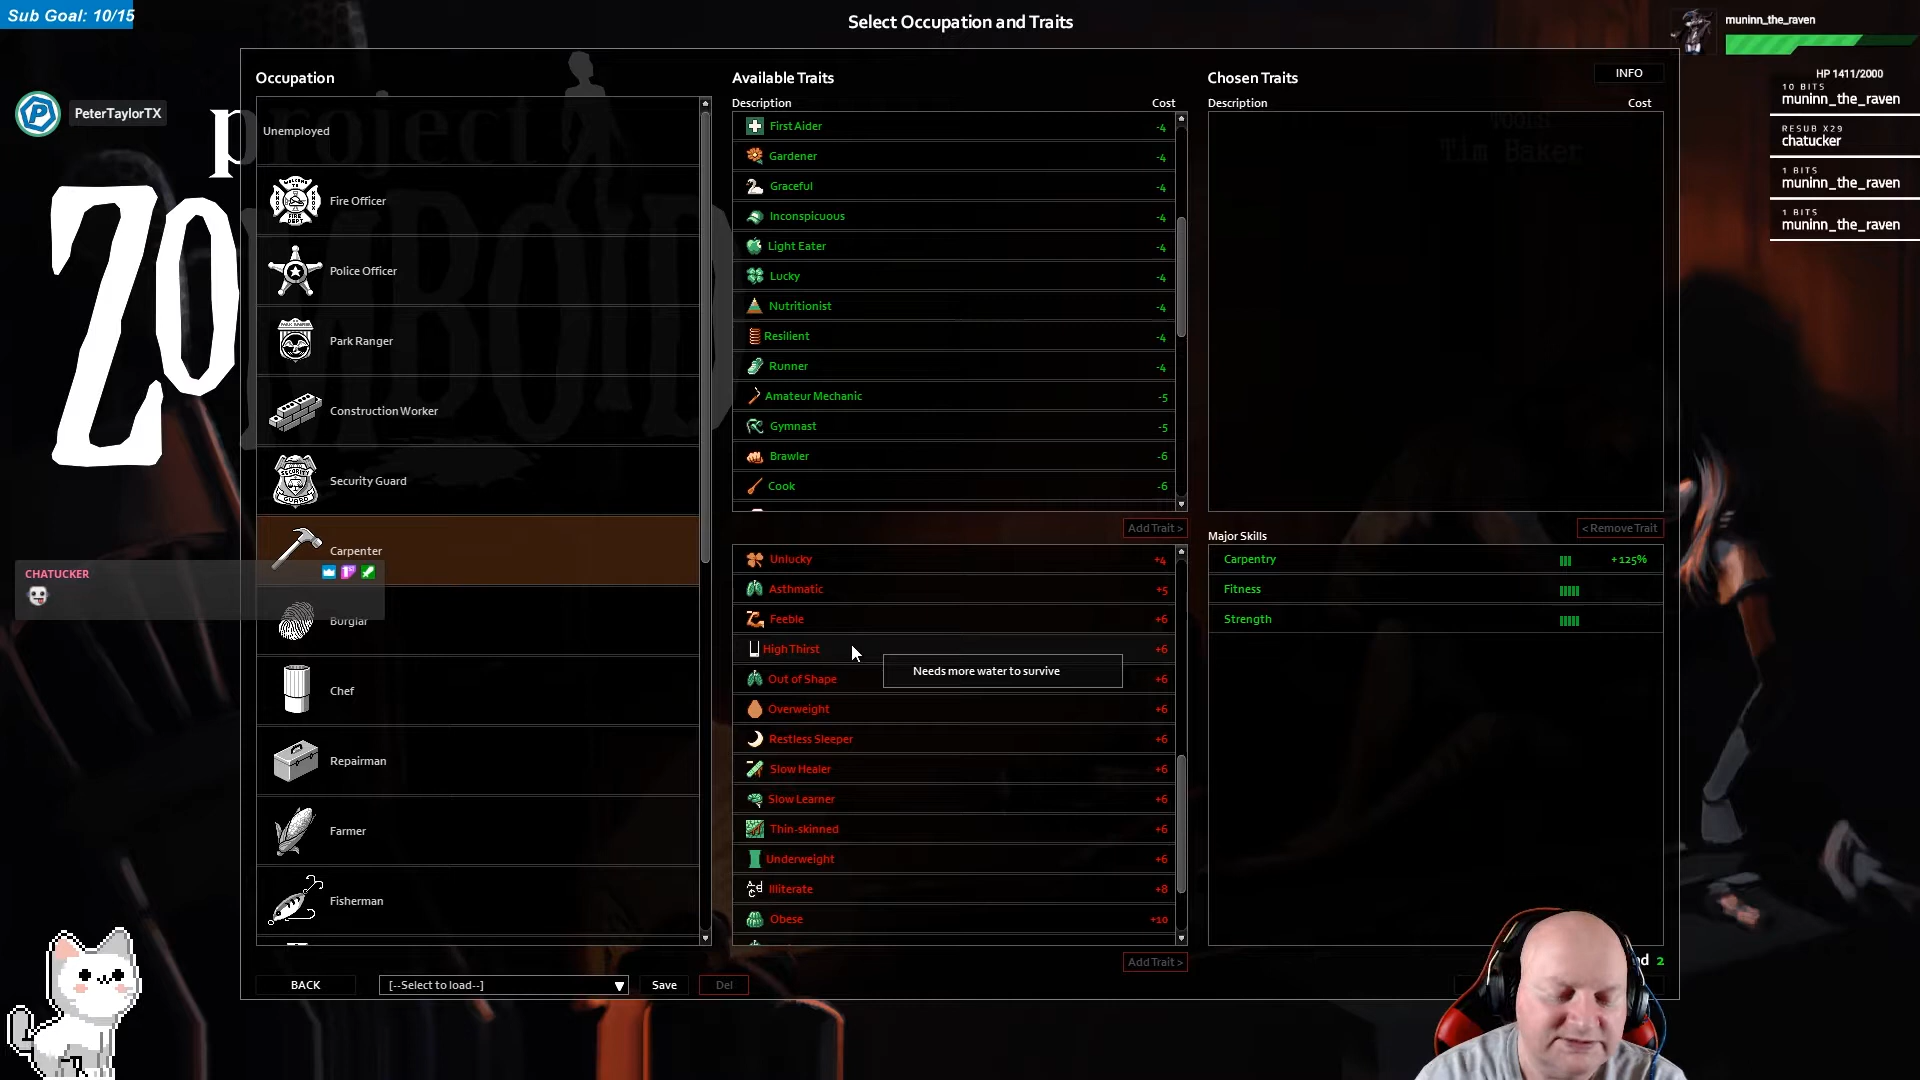 Sub Goal: 10/15
Select Occupation and Traits
muninn_the_raven
HP 1411/2000
10 BITS
muninn_the_raven
RESUB X29
chatucker
1 BITS
muninn_the_raven
1 BITS
muninn_the_raven
PeterTaylorTX
project
ZOMBOID
CHATUCKER
Occupation
Unemployed
Fire Officer
Police Officer
Park Ranger
Construction Worker
Security Guard
Carpenter
Burglar
Chef
Repairman
Farmer
Fisherman
Available Traits
Description Cost
First Aider -4
Gardener -4
Graceful -4
Inconspicuous -4
Light Eater -4
Lucky -4
Nutritionist -4
Resilient -4
Runner -4
Amateur Mechanic -5
Gymnast -5
Brawler -6
Cook -6
Add Trait >
Unlucky +4
Asthmatic +5
Feeble +6
High Thirst +6
Needs more water to survive
Out of Shape +6
Overweight +6
Restless Sleeper +6
Slow Healer +6
Slow Learner +6
Thin-skinned +6
Underweight +6
Illiterate +8
Obese +10
Add Trait >
Chosen Traits
INFO
Description Cost
TOOLS
Tim Baker
< Remove Trait
Major Skills
Carpentry +125%
Fitness
Strength
2
BACK
[--Select to load--]
Save
Del